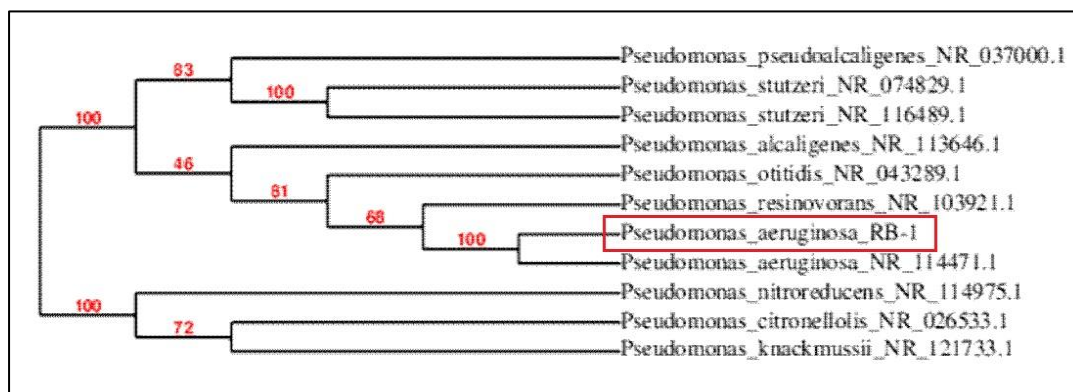 Pseudomonas_pseudoalcaligenes_NR_037000.1
83
Pseudomonas_stutzeri_NR_074829.1
100
Pseudomonas_stutzeri_NR_116489.1
100
Pseudomonas_alcaligenes_NR_113646.1
46
Pseudomonas_otitidis_NR_043289.1
81
Pseudomonas_resinovorans_NR_103921.1
68
Pseudomonas_aeruginosa_RB-1
100
Pseudomonas_aeruginosa_NR_114471.1
Pseudomonas_nitroreducens_NR_114975.1
100
Pseudomonas_citronellolis_NR_026533.1
72
Pseudomonas_knackmussii_NR_121733.1